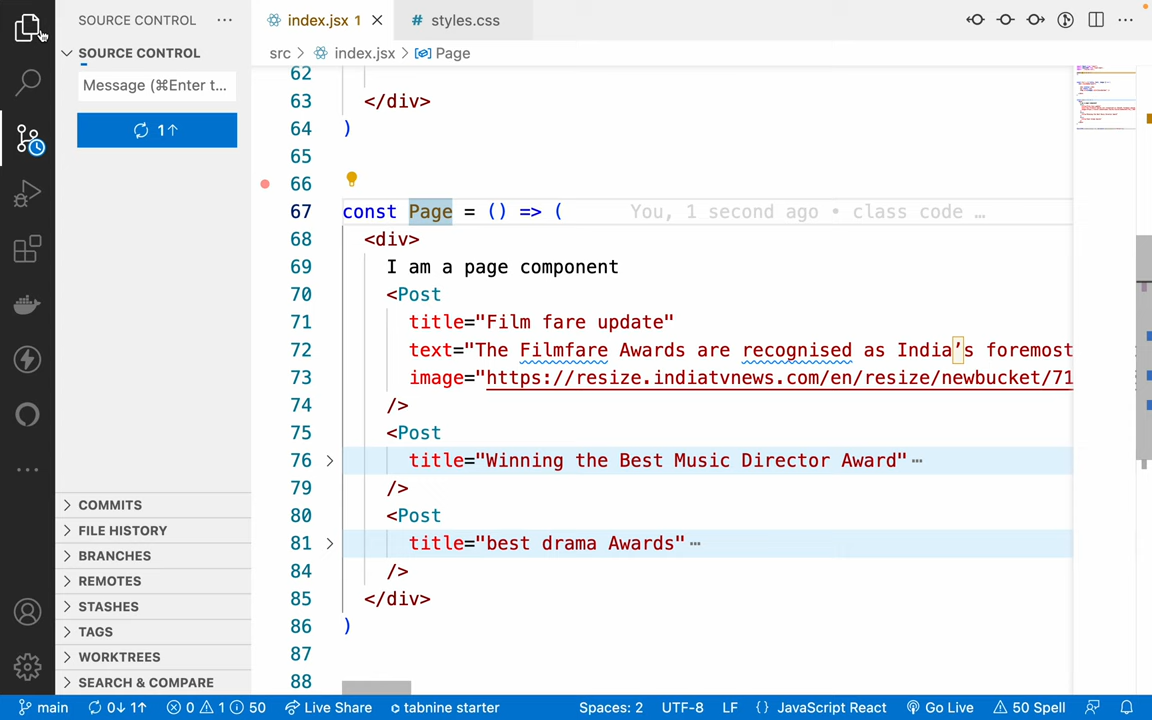 SOURCE CONTROL ···
SOURCE CONTROL
Message (⌘Enter t...
1↑
COMMITS
FILE HISTORY
BRANCHES
REMOTES
STASHES
TAGS
WORKTREES
SEARCH & COMPARE
index.jsx 1
# styles.css
src > index.jsx > Page
62
63 </div>
64 )
65
66
67 const Page = () => ( You, 1 second ago • class code …
68 <div>
69 I am a page component
70 <Post
71 title="Film fare update"
72 text="The Filmfare Awards are recognised as India’s foremost
73 image="https://resize.indiatvnews.com/en/resize/newbucket/71
74 />
75 <Post
76 title="Winning the Best Music Director Award"⋯
79 />
80 <Post
81 title="best drama Awards"⋯
84 />
85 </div>
86 )
87
88
main 0↓ 1↑ 0 1 50 Live Share tabnine starter Spaces: 2 UTF-8 LF {} JavaScript React Go Live 50 Spell